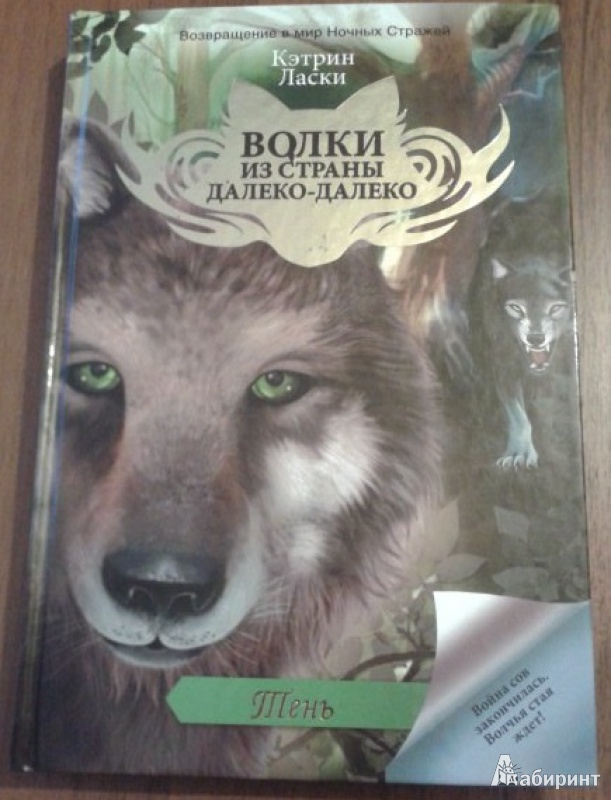 Возвращение в мир Ночных Стражей
Кэтрин
Ласки
ВОЛКИ
ИЗ СТРАНЫ
ДАЛЕКО-ДАЛЕКО
Тень
Война сов
закончилась.
Волчья стая
ждет!
Лабиринт